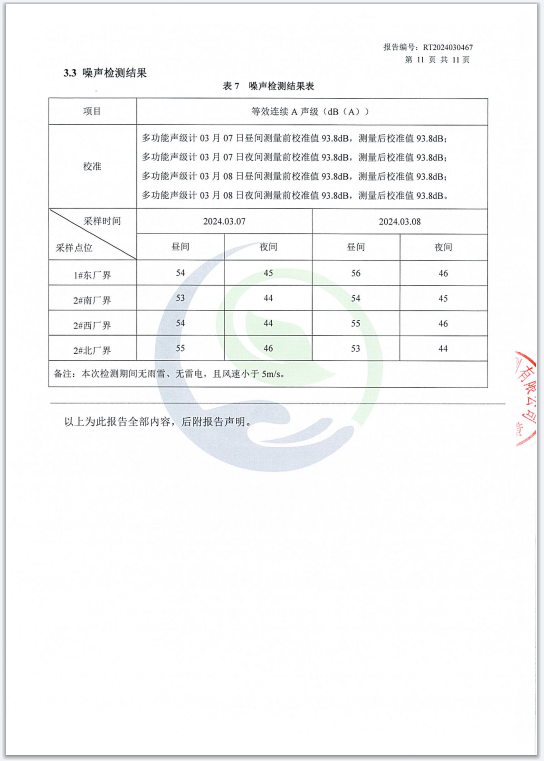 报告编号：RT2024030467
第 11 页 共 11 页
3.3 噪声检测结果
表 7 噪声检测结果表
项目 等效连续 A 声级（dB（A））
校准
多功能声级计 03 月 07 日昼间测量前校准值 93.8dB，测量后校准值 93.8dB；
多功能声级计 03 月 07 日夜间测量前校准值 93.8dB，测量后校准值 93.8dB；
多功能声级计 03 月 08 日昼间测量前校准值 93.8dB，测量后校准值 93.8dB；
多功能声级计 03 月 08 日夜间测量前校准值 93.8dB，测量后校准值 93.8dB。
采样时间 2024.03.07 2024.03.08
采样点位 昼间 夜间 昼间 夜间
1#东厂界 54 45 56 46
2#南厂界 53 44 54 45
2#西厂界 54 44 55 46
2#北厂界 55 46 53 44
备注：本次检测期间无雨雪、无雷电，且风速小于 5m/s。
以上为此报告全部内容，后附报告声明。
有限公司
章